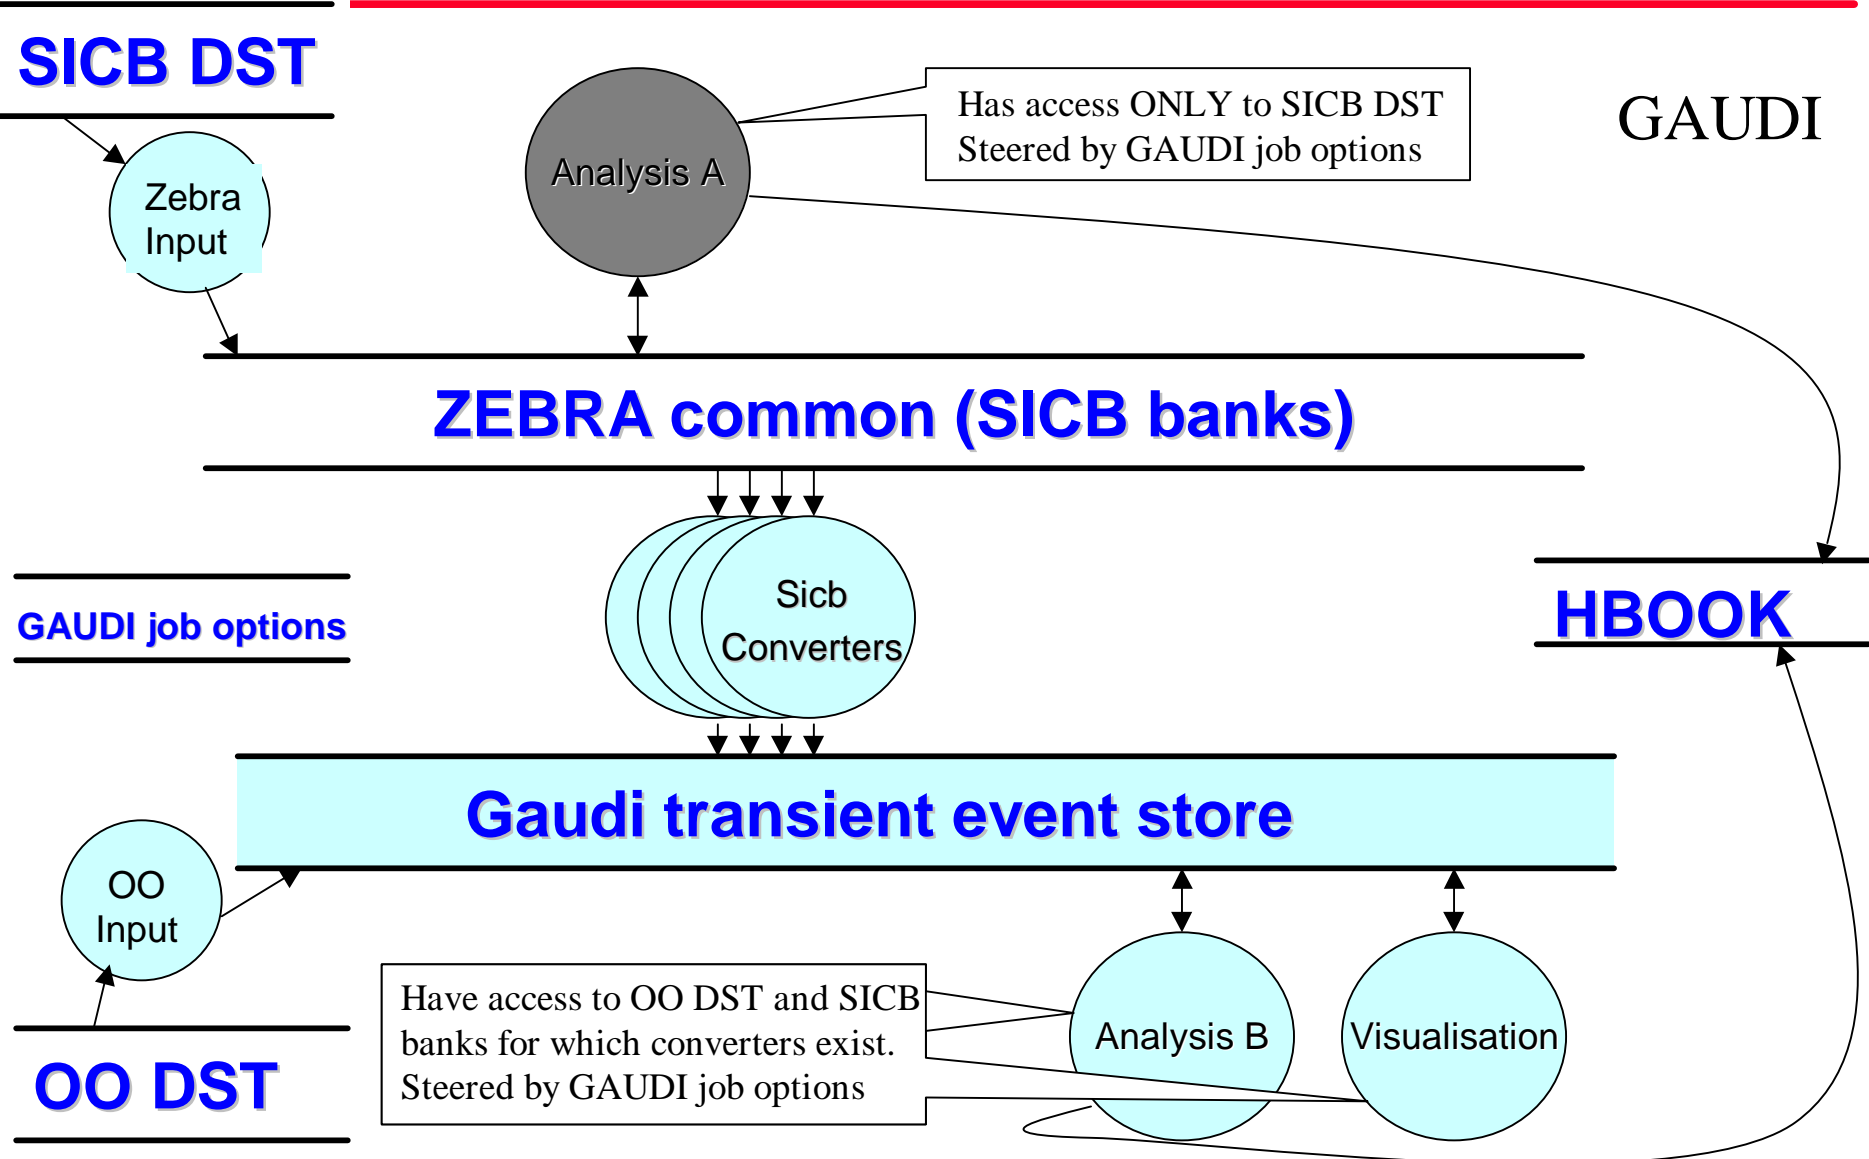 SICB DST
GAUDI
Has access ONLY to SICB DST
Steered by GAUDI job options
Analysis A
Zebra
Input
ZEBRA common (SICB banks)
Sicb
Converters
GAUDI job options
HBOOK
Gaudi transient event store
OO
Input
Have access to OO DST and SICB
banks for which converters exist.
Steered by GAUDI job options
Analysis B
Visualisation
OO DST